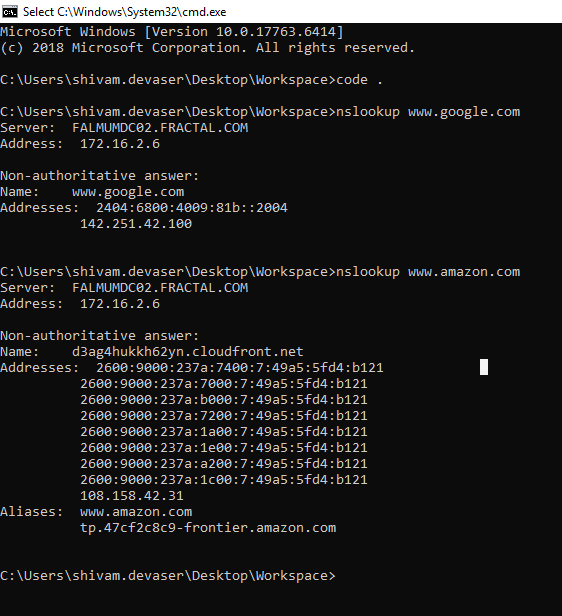 Select C:\Windows\System32\cmd.exe
Microsoft Windows [Version 10.0.17763.6414]
(c) 2018 Microsoft Corporation. All rights reserved.
C:\Users\shivam.devaser\Desktop\Workspace>code .
C:\Users\shivam.devaser\Desktop\Workspace>nslookup www.google.com
Server:  FALMUMDC02.FRACTAL.COM
Address:  172.16.2.6
Non-authoritative answer:
Name:    www.google.com
Addresses:  2404:6800:4009:81b::2004
142.251.42.100
C:\Users\shivam.devaser\Desktop\Workspace>nslookup www.amazon.com
Server:  FALMUMDC02.FRACTAL.COM
Address:  172.16.2.6
Non-authoritative answer:
Name:    d3ag4hukkh62yn.cloudfront.net
Addresses:  2600:9000:237a:7400:7:49a5:5fd4:b121
2600:9000:237a:7000:7:49a5:5fd4:b121
2600:9000:237a:b000:7:49a5:5fd4:b121
2600:9000:237a:7200:7:49a5:5fd4:b121
2600:9000:237a:1a00:7:49a5:5fd4:b121
2600:9000:237a:1e00:7:49a5:5fd4:b121
2600:9000:237a:a200:7:49a5:5fd4:b121
2600:9000:237a:1c00:7:49a5:5fd4:b121
108.158.42.31
Aliases:  www.amazon.com
tp.47cf2c8c9-frontier.amazon.com
C:\Users\shivam.devaser\Desktop\Workspace>